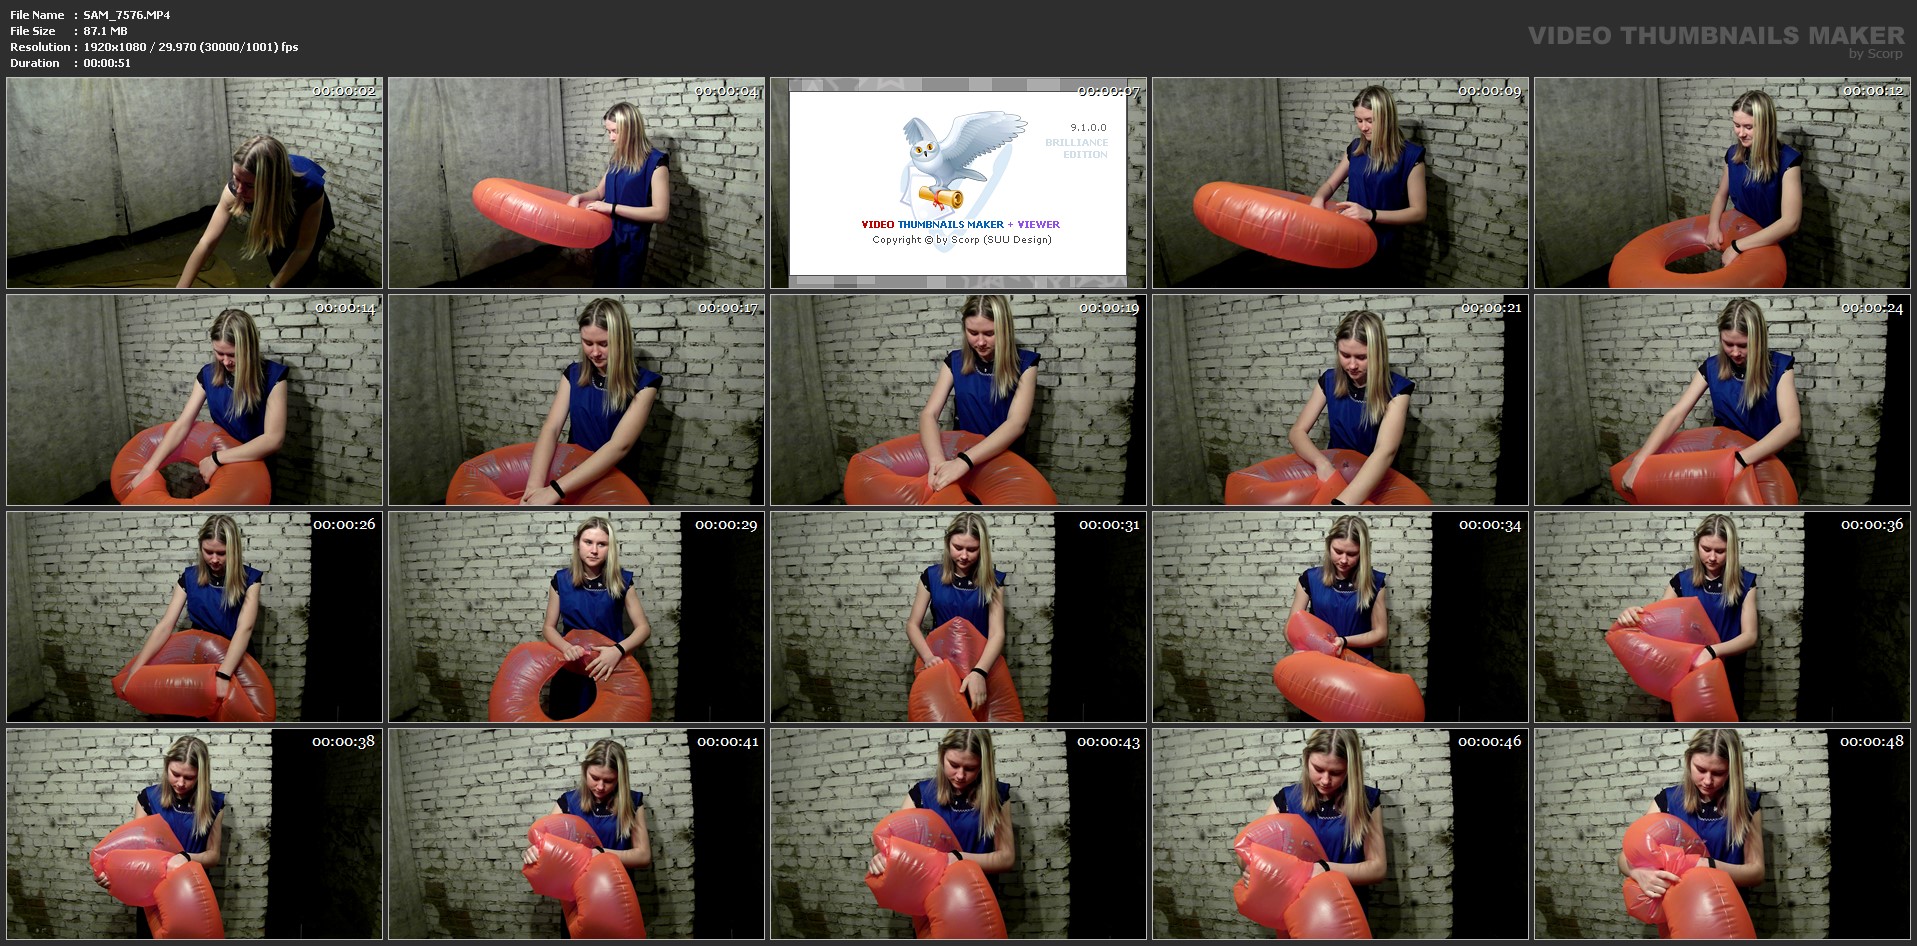 File Name : SAM_7576.MP4
File Size : 87.1 MB
Resolution : 1920x1080 / 29.970 (30000/1001) fps
Duration : 00:00:51
VIDEO THUMBNAILS MAKER
by Scorp
00:00:02
00:00:04
00:00:07
9.1.0.0
BRILLIANCE
EDITION
VIDEO THUMBNAILS MAKER + VIEWER
Copyright © by Scorp (SUU Design)
00:00:09
00:00:12
00:00:14
00:00:17
00:00:19
00:00:21
00:00:24
00:00:26
00:00:29
00:00:31
00:00:34
00:00:36
00:00:38
00:00:41
00:00:43
00:00:46
00:00:48